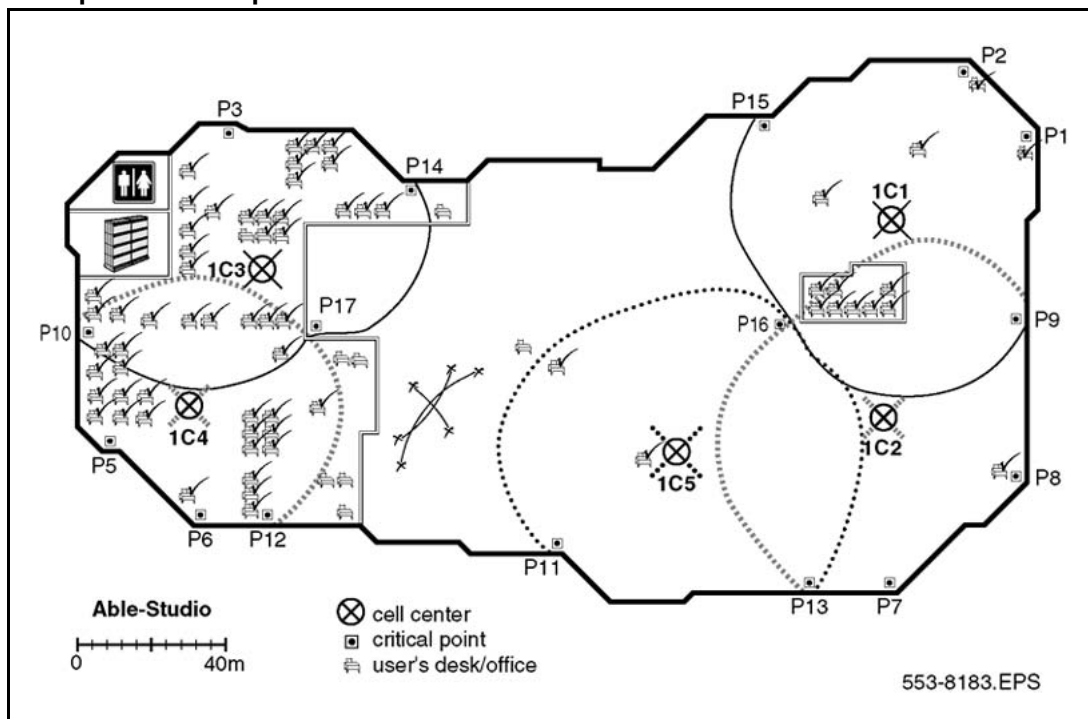 P2
P15
P3
P1
P14
1C1
1C3
P17
P16
P9
P10
1C4
1C2
1C5
P5
P8
P6
P12
P11
P13
P7
Able-Studio
0
40m
cell center
critical point
user's desk/office
553-8183.EPS